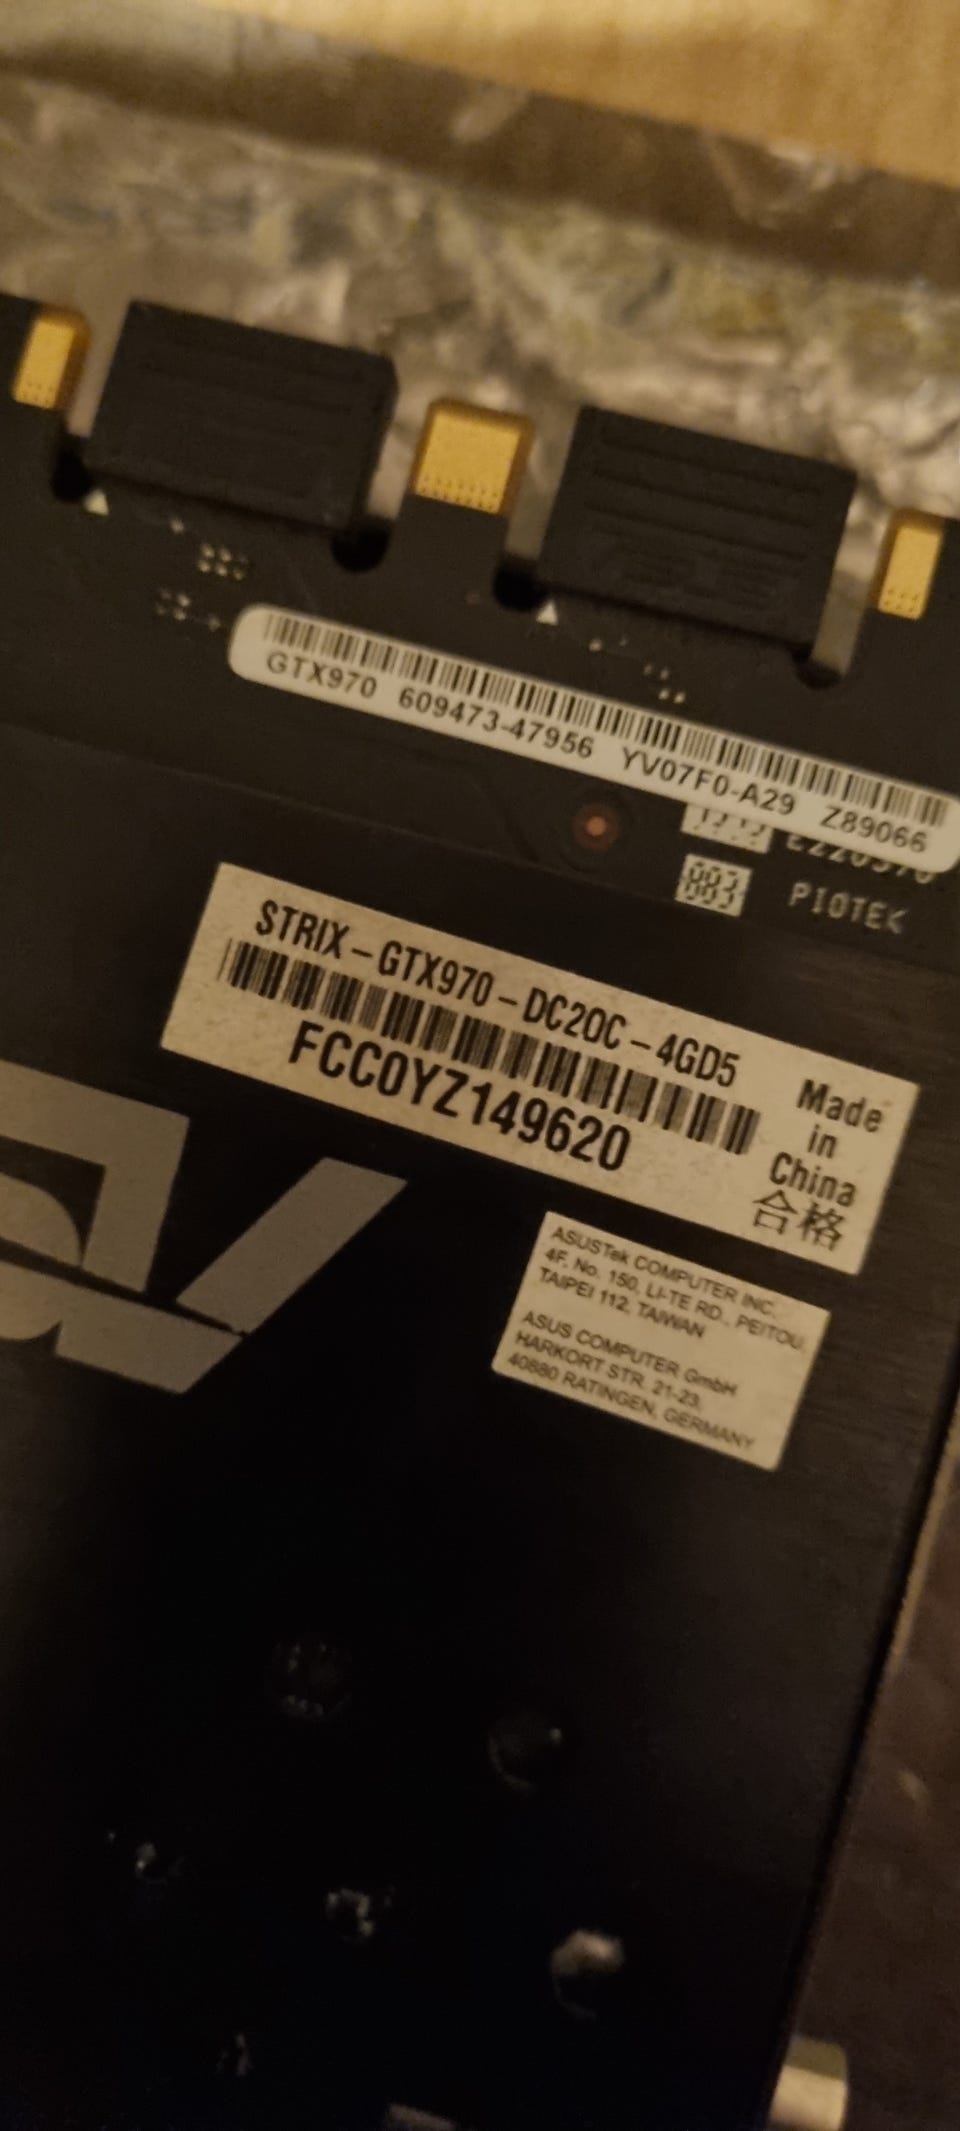 GTX970 609473-47956 YV07F0-A29 Z89066
PIOTEK
STRIX-GTX970-DC2OC-4GD5
FCC0YZ149620
Made
in
China
合格
ASUSTek COMPUTER INC.
4F, No. 150, LI-TE RD., PEITOU,
TAIPEI 112, TAIWAN
ASUS COMPUTER GmbH
HARKORT STR. 21-23,
40880 RATINGEN, GERMANY